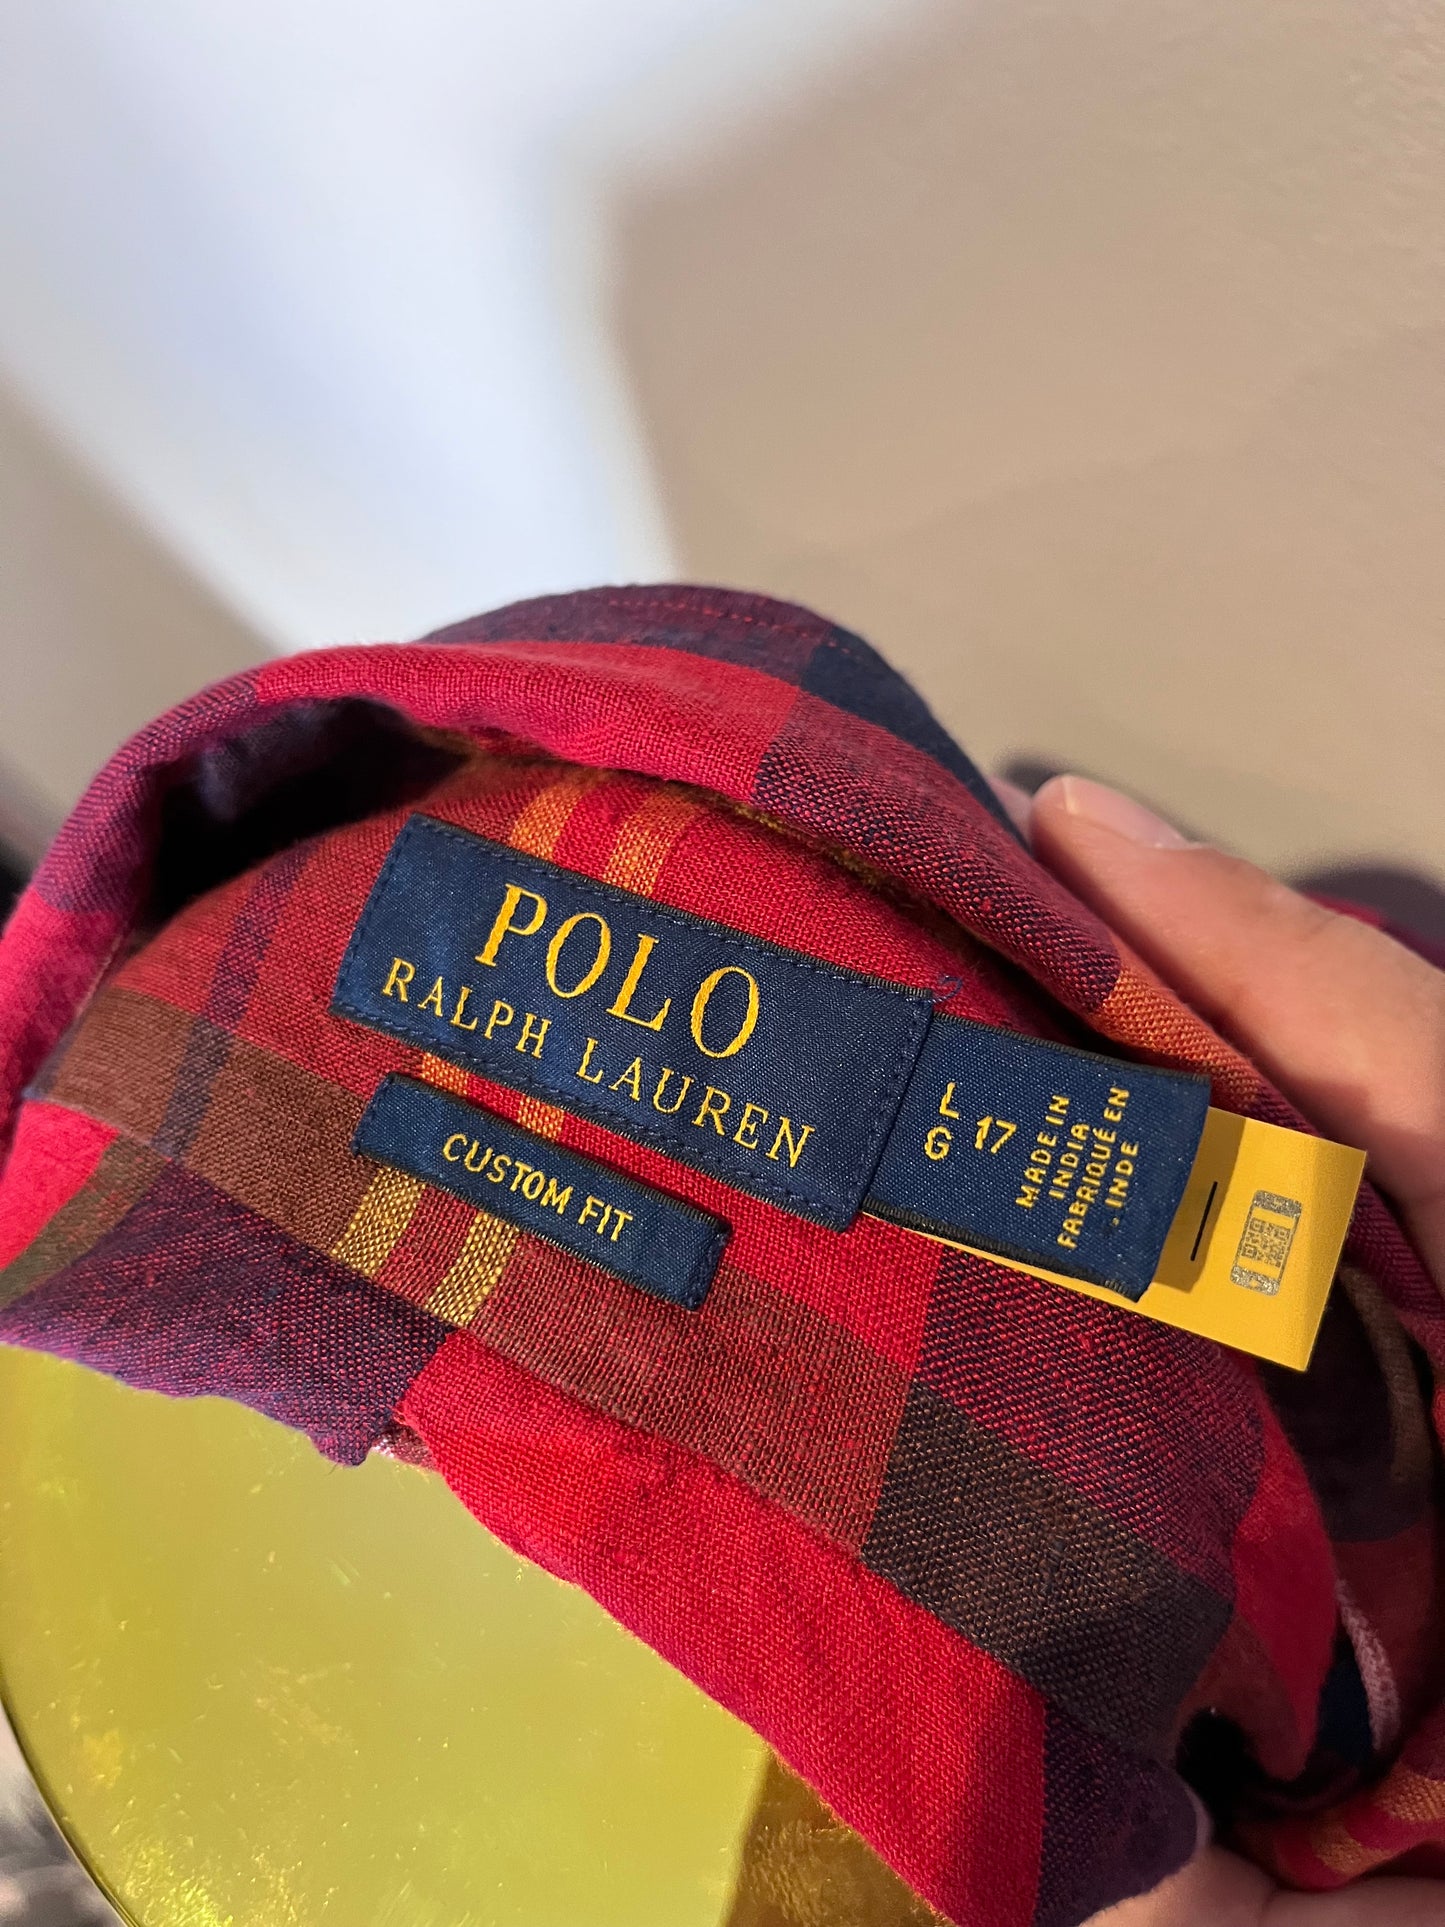 POLO
RALPH LAUREN
CUSTOM FIT
L
G
17
MADE IN
INDIA
FABRIQUÉ EN
INDE